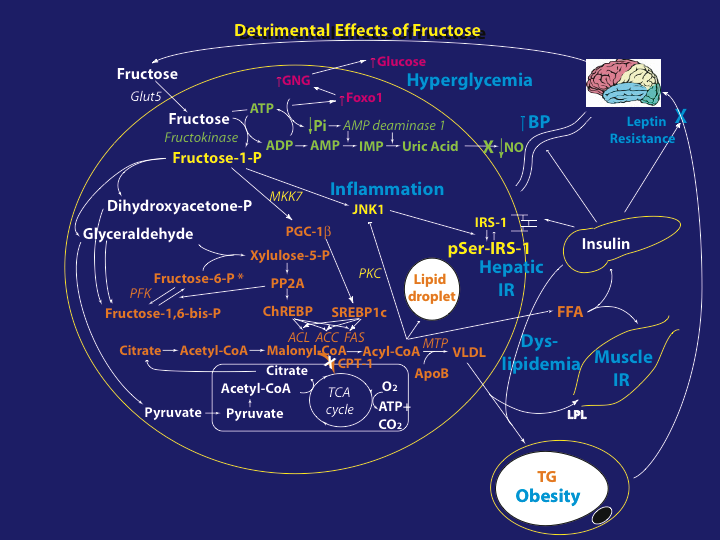 Detrimental Effects of Fructose
Fructose
Glut5
Fructose
Fructokinase
Fructose-1-P
ATP
↑GNG
↑Glucose
Hyperglycemia
↑Foxo1
↓Pi
AMP deaminase 1
ADP
AMP
IMP
Uric Acid
X
↓NO
↑BP
Leptin
Resistance
X
Dihydroxyacetone-P
Glyceraldehyde
MKK7
Inflammation
JNK1
PGC-1β
IRS-1
pSer-IRS-1
Hepatic
IR
Insulin
Xylulose-5-P
Fructose-6-P *
PP2A
PKC
Lipid
droplet
PFK
Fructose-1,6-bis-P
ChREBP
SREBP1c
FFA
ACL ACC FAS
Citrate
Acetyl-CoA
Malonyl-CoA
Acyl-CoA
MTP
VLDL
Dys-
lipidemia
Muscle
IR
X
CPT-1
ApoB
Citrate
Acetyl-CoA
TCA
cycle
O2
ATP+
CO2
Pyruvate
Pyruvate
LPL
TG
Obesity